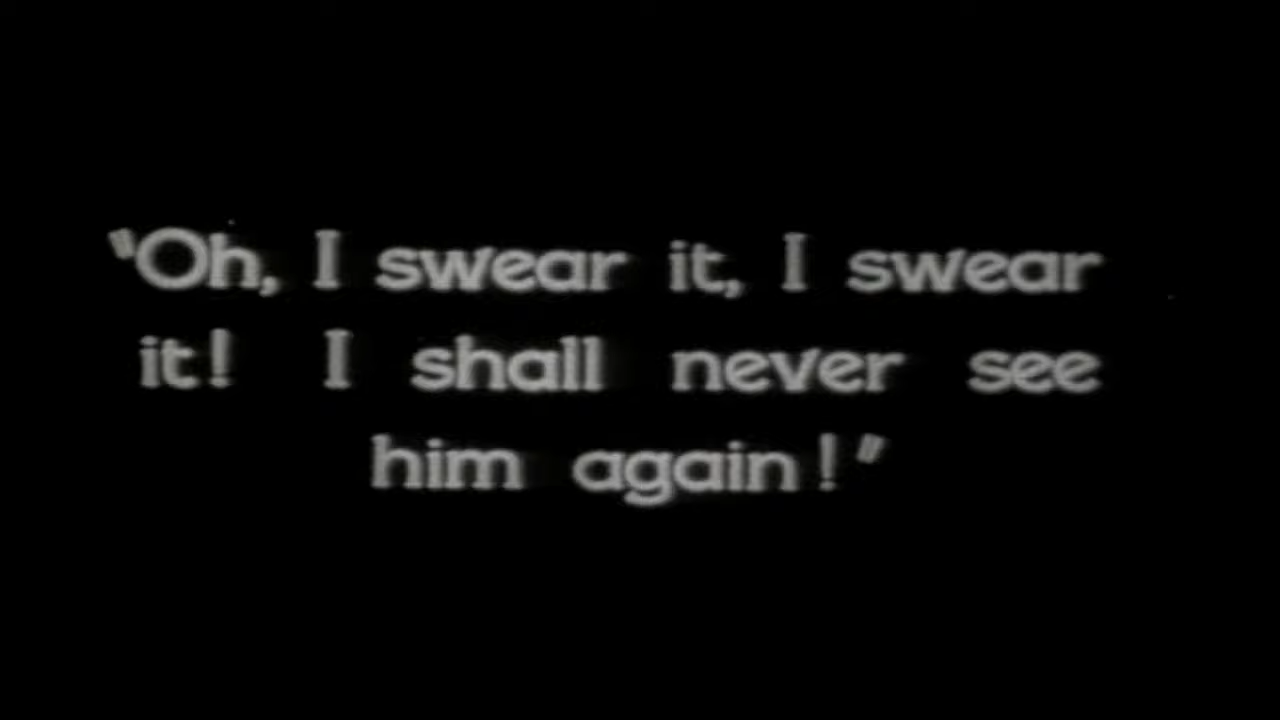 "Oh, I swear it, I swear
it! I shall never see
him again!"